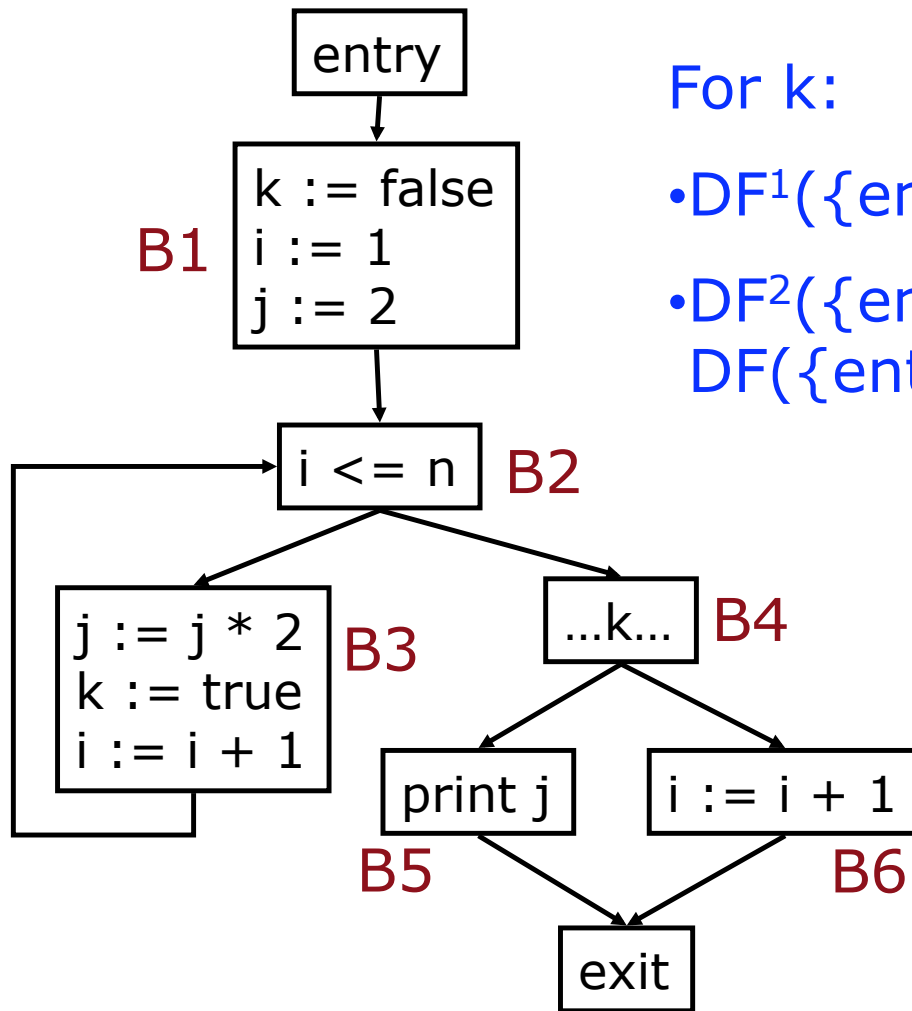 entry
For k:
k := false
i := 1
j := 2
B1
•DF¹({en
•DF²({en
DF({ent
i <= n
B2
j := j * 2
k := true
i := i + 1
B3
...k...
B4
print j
B5
i := i + 1
B6
exit